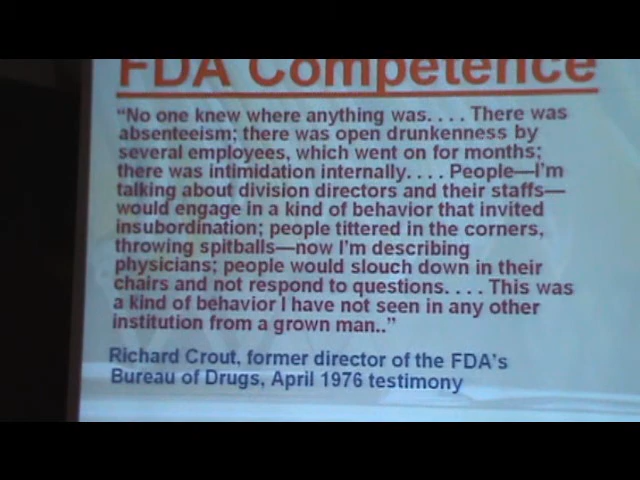 FDA Competence
“No one knew where anything was. . . . There was
absenteeism; there was open drunkenness by
several employees, which went on for months;
there was intimidation internally. . . . People—I’m
talking about division directors and their staffs—
would engage in a kind of behavior that invited
insubordination; people tittered in the corners,
throwing spitballs—now I’m describing
physicians; people would slouch down in their
chairs and not respond to questions. . . . This was
a kind of behavior I have not seen in any other
institution from a grown man..”
Richard Crout, former director of the FDA’s
Bureau of Drugs, April 1976 testimony